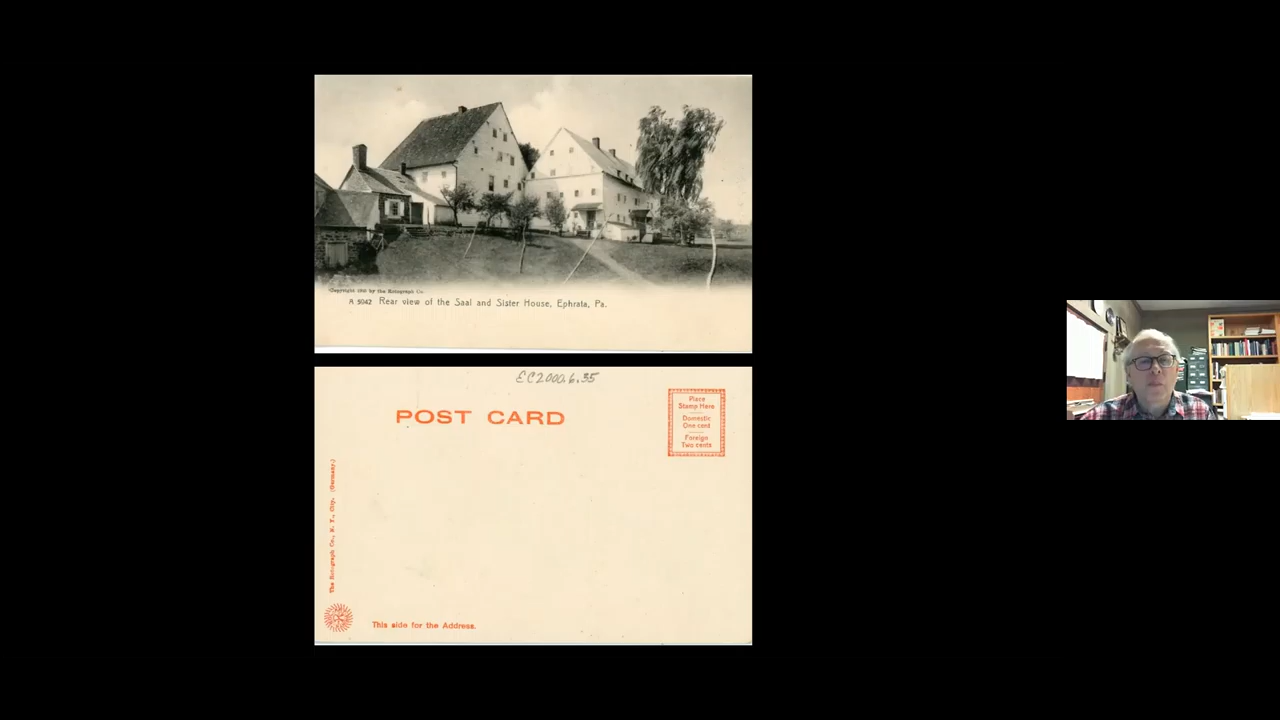 Copyright 1905 by the Rotograph Co.
A 5942 Rear view of the Saal and Sister House, Ephrata, Pa.
EC2000.6.35
POST CARD
Place
Stamp Here
Domestic
One cent
Foreign
Two cents
The Rotograph Co., N. Y., City. (Germany.)
This side for the Address.